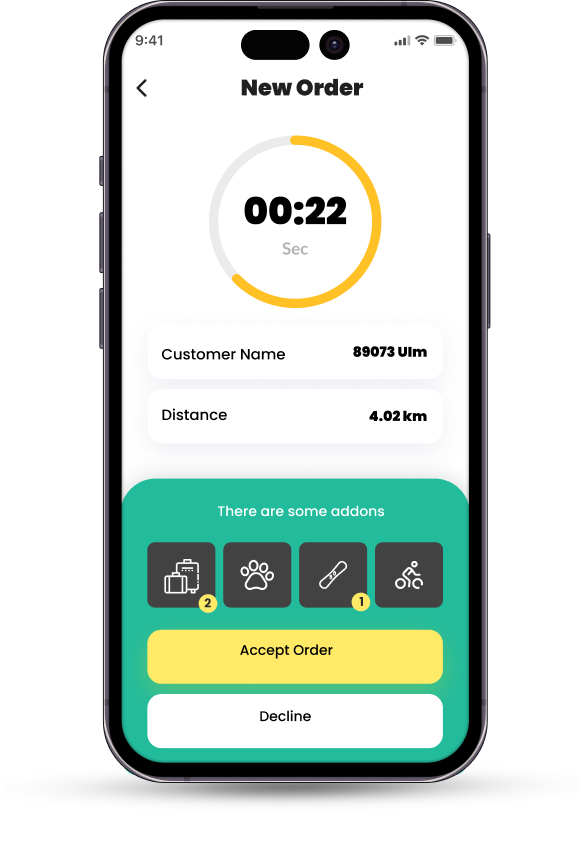 9:41
New Order
00:22
Sec
Customer Name 89073 Ulm
Distance 4.02 km
There are some addons
2
1
Accept Order
Decline